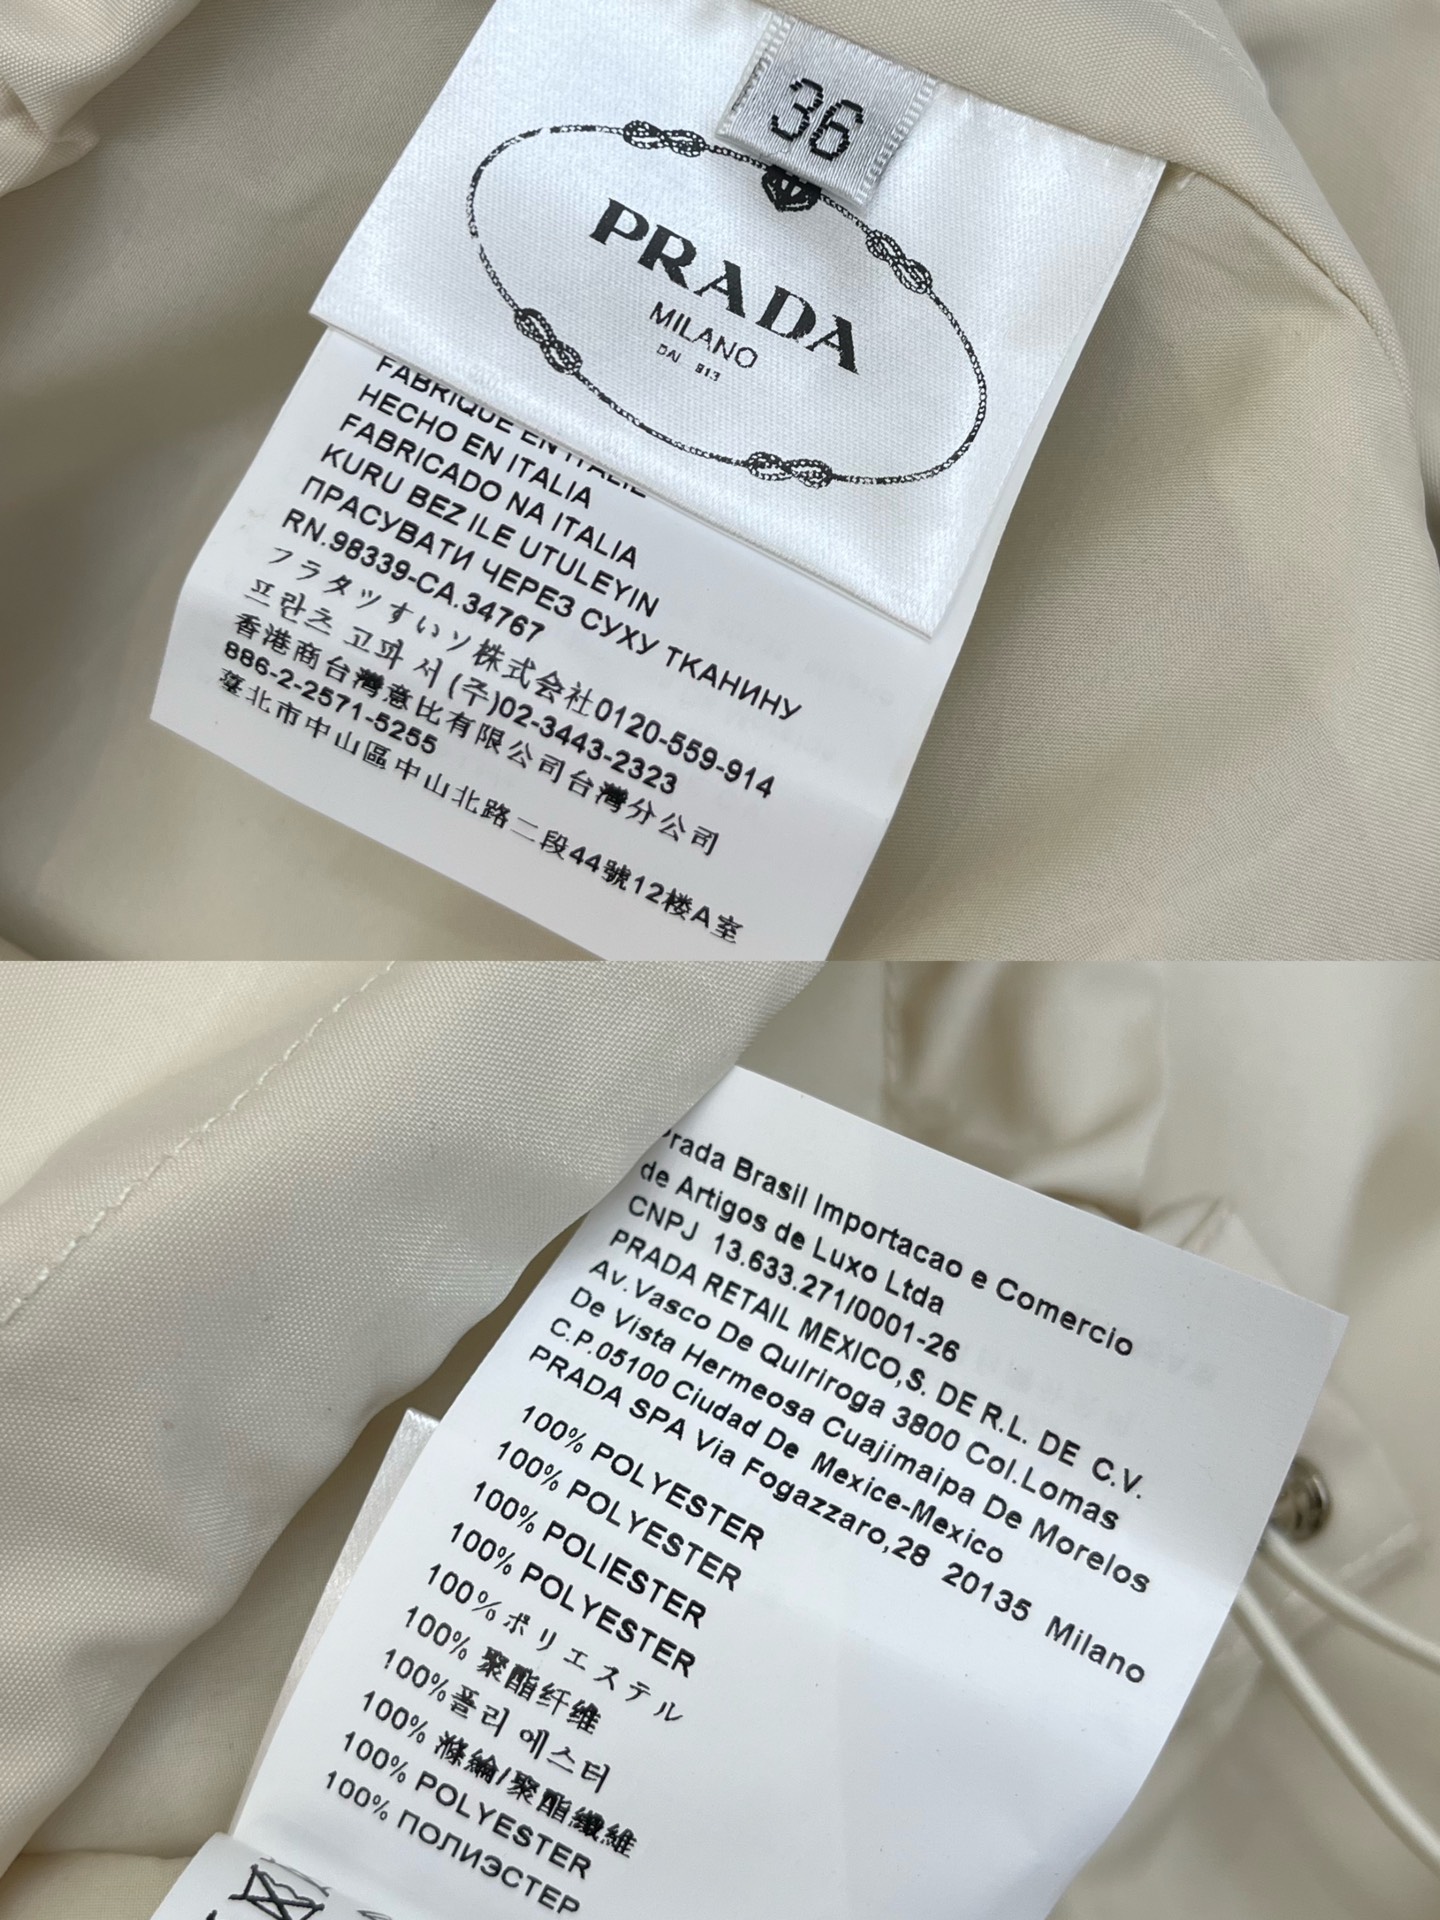 36
PRADA
MILANO
DAL 913
FABRIQUE EN ITALIE
HECHO EN ITALIA
FABRICADO NA ITALIA
KURU BEZ ILE UTULEYIN
ПРАСУВАТИ ЧЕРЕЗ СУХУ ТКАНИНУ
RN.98339-CA.34767
フラタツすいソ株式会社0120-559-914
프란츠 고파 서 (주)02-3443-2323
香港商台灣意比有限公司台灣分公司
886-2-2571-5255
臺北市中山區中山北路二段44號12楼A室
Prada Brasil Importacao e Comercio
de Artigos de Luxo Ltda
CNPJ 13.633.271/0001-26
PRADA RETAIL MEXICO,S. DE R.L. DE C.V.
Av.Vasco De Quiriroga 3800 Col.Lomas
De Vista Hermeosa Cuajimaipa De Morelos
C.P.05100 Ciudad De Mexice-Mexico
PRADA SPA Via Fogazzaro,28 20135 Milano
100% POLYESTER
100% POLYESTER
100% POLIESTER
100% POLYESTER
100% ポリエステル
100% 聚酯纤维
100%폴리 에스터
100% 滌綸/聚酯纖維
100% POLYESTER
100% ПОЛИЭСТЕР